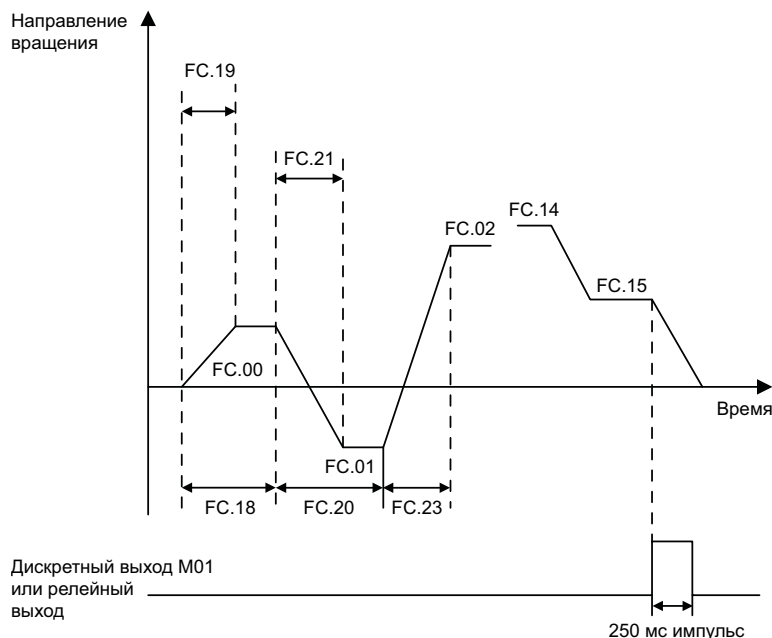 Направление
вращения
FC.19
FC.21
FC.02
FC.14
FC.15
FC.00
Время
FC.01
FC.18
FC.20
FC.23
Дискретный выход М01
или релейный
выход
250 мс импульс